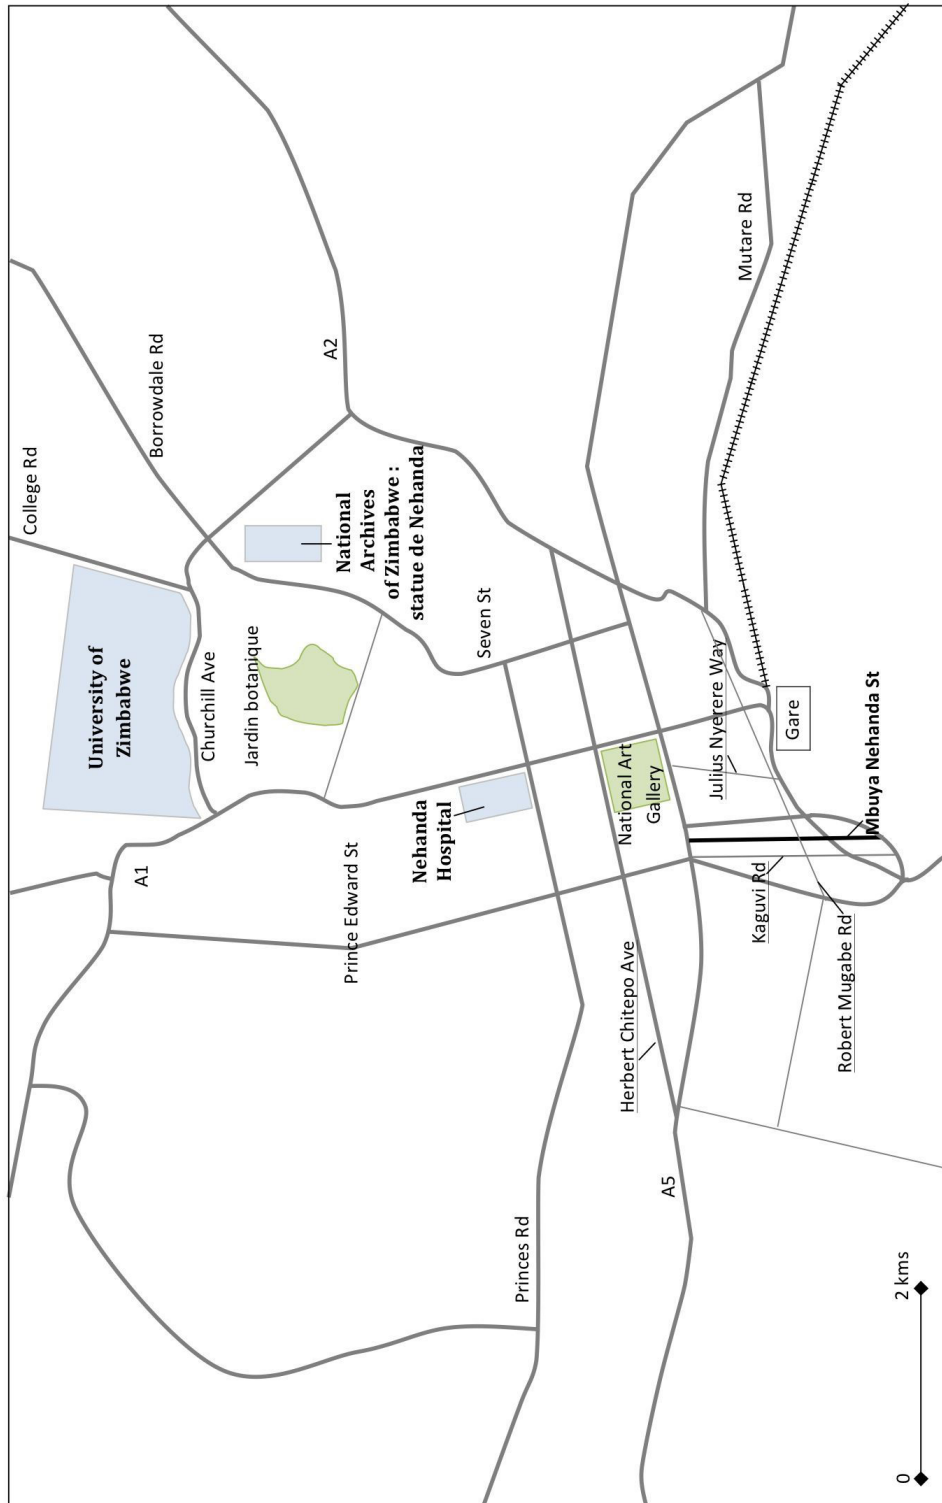 College Rd
Borrowdale Rd
A2
Mutare Rd
University of
Zimbabwe
Churchill Ave
Jardin botanique
National
Archives
of Zimbabwe :
statue de Nehanda
Seven St
A1
Prince Edward St
Nehanda
Hospital
National Art
Gallery
Julius Nyerere Way
Gare
Mbuya Nehanda St
Kaguvi Rd
Robert Mugabe Rd
Herbert Chitepo Ave
A5
Princes Rd
0
2 kms